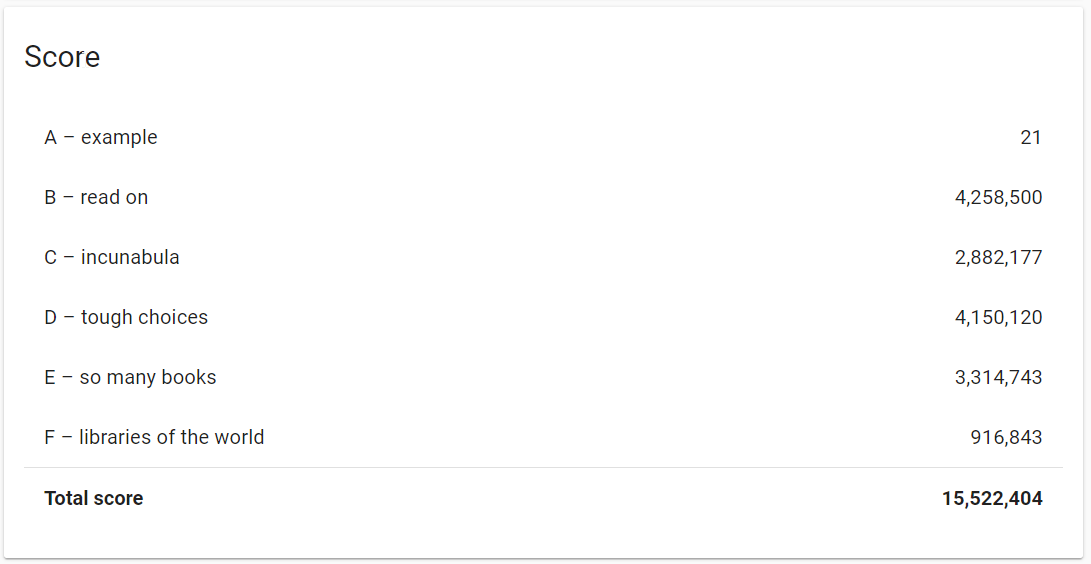 Score
A – example 21
B – read on 4,258,500
C – incunabula 2,882,177
D – tough choices 4,150,120
E – so many books 3,314,743
F – libraries of the world 916,843
Total score 15,522,404